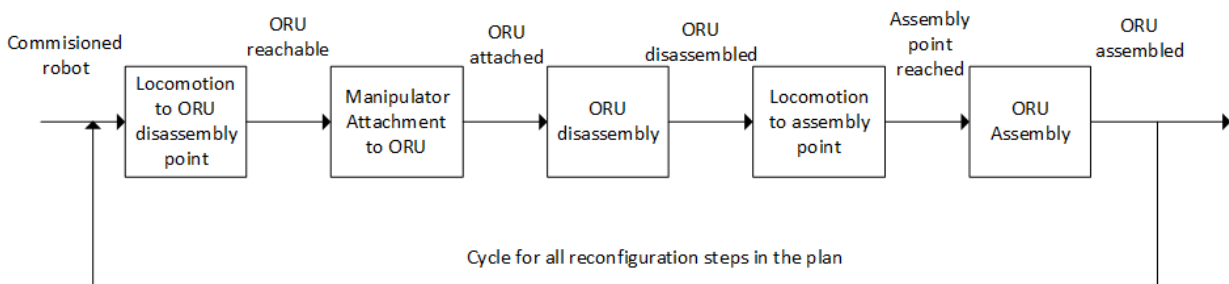 Commisioned
robot
Locomotion
to ORU
disassembly
point
ORU
reachable
Manipulator
Attachment
to ORU
ORU
attached
ORU
disassembly
ORU
disassembled
Locomotion
to assembly
point
Assembly
point
reached
ORU
Assembly
ORU
assembled
Cycle for all reconfiguration steps in the plan